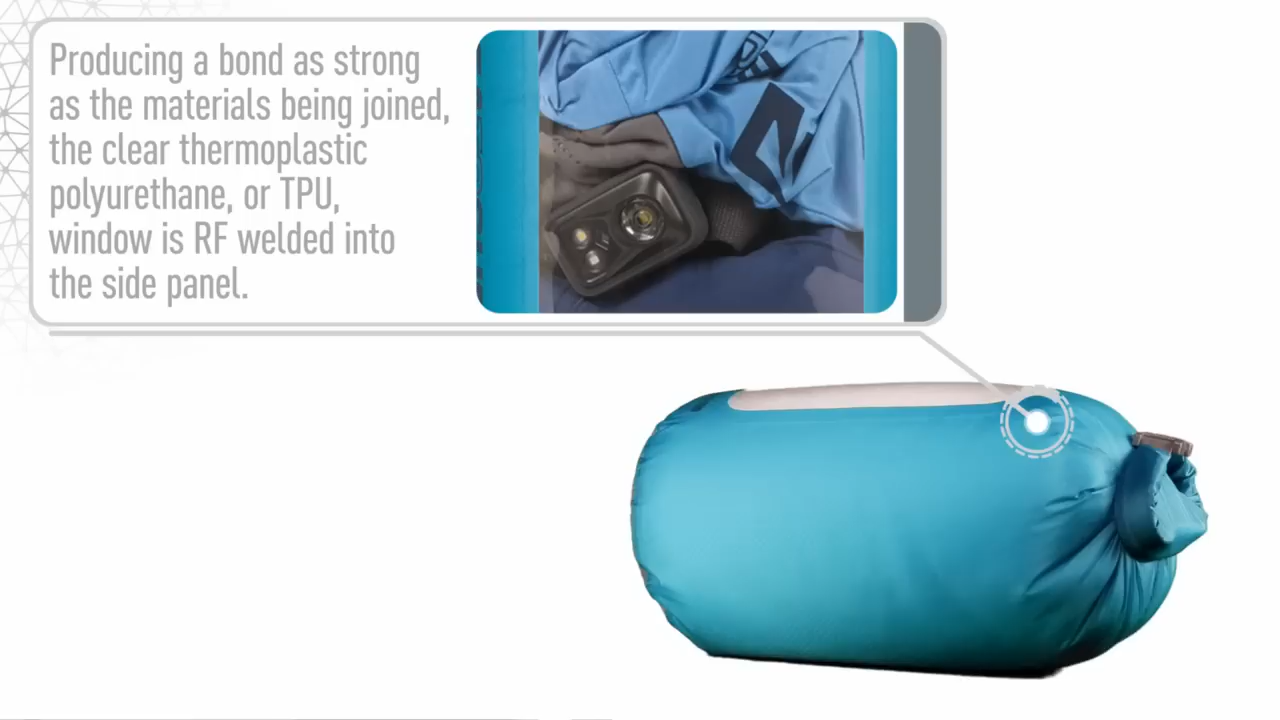 Producing a bond as strong
as the materials being joined,
the clear thermoplastic
polyurethane, or TPU,
window is RF welded into
the side panel.